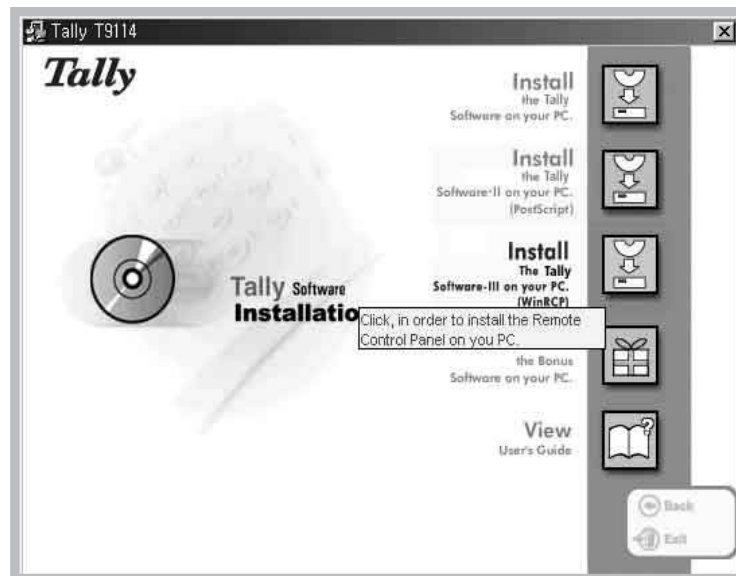 Tally T9114
Tally
Install
the Tally
Software on your PC.
Install
the Tally
Software-II on your PC.
(PostScript)
Install
The Tally
Software-III on your PC.
(WinRCP)
Tally Software
Installatio
Click, in order to install the Remote
Control Panel on you PC.
the Bonus
Software on your PC.
View
User's Guide
Back
Exit